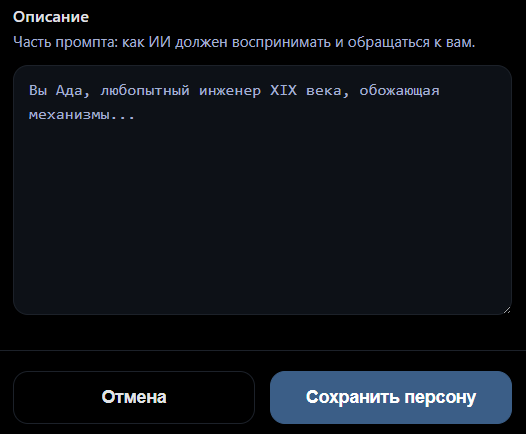 Описание
Часть промпта: как ИИ должен воспринимать и обращаться к вам.
Вы Ада, любопытный инженер XIX века, обожающая
механизмы...
Отмена
Сохранить персону